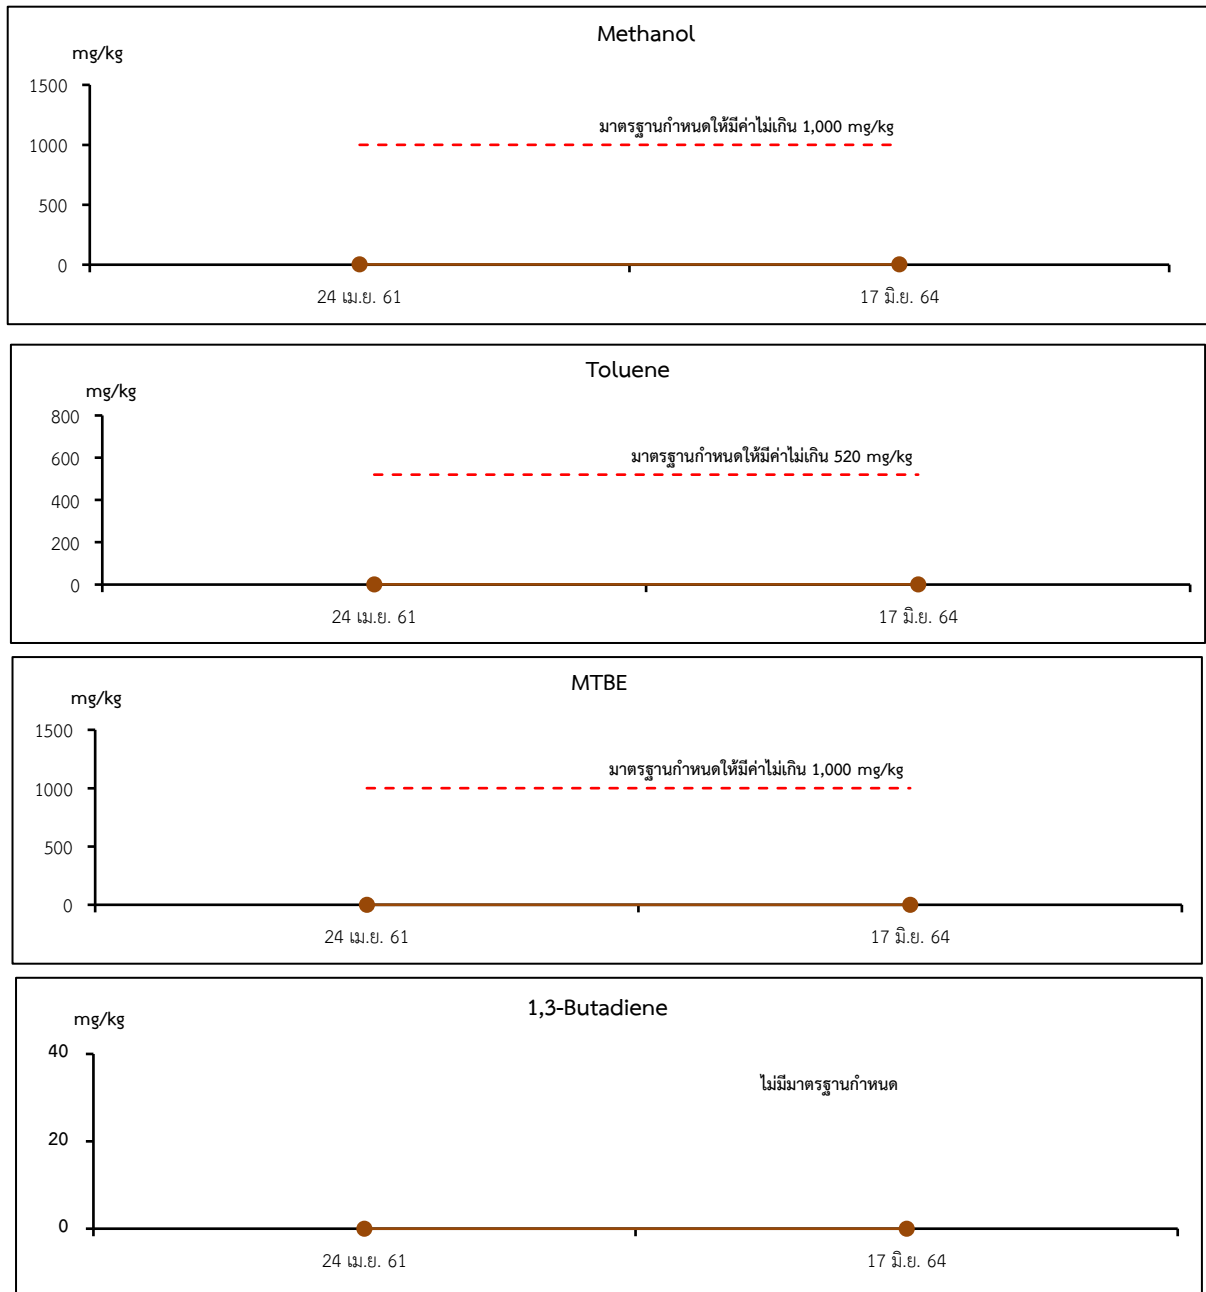 Methanol
mg/kg
1500
มาตรฐานกำหนดให้มีค่าไม่เกิน 1,000 mg/kg
1000
500
0
24 เม.ย. 61
17 มิ.ย. 64
Toluene
mg/kg
800
มาตรฐานกำหนดให้มีค่าไม่เกิน 520 mg/kg
600
400
200
0
24 เม.ย. 61
17 มิ.ย. 64
MTBE
mg/kg
1500
มาตรฐานกำหนดให้มีค่าไม่เกิน 1,000 mg/kg
1000
500
0
24 เม.ย. 61
17 มิ.ย. 64
1,3-Butadiene
mg/kg
40
ไม่มีมาตรฐานกำหนด
20
0
24 เม.ย. 61
17 มิ.ย. 64